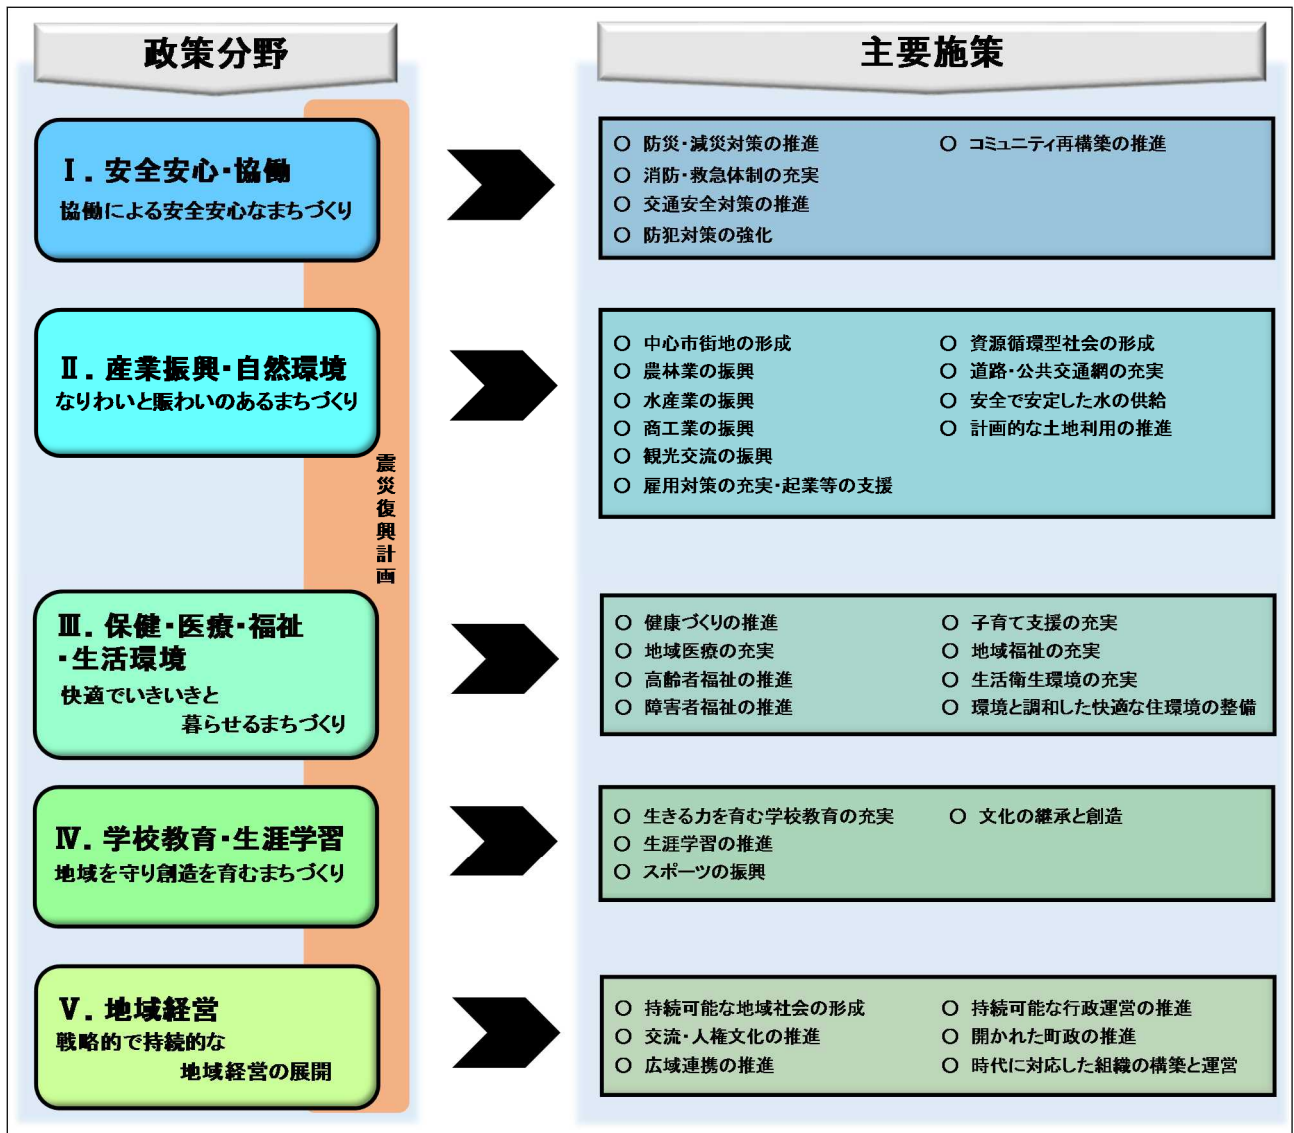 政策分野
主要施策
Ⅰ．安全安心・協働
協働による安全安心なまちづくり
○ 防災・減災対策の推進
○ 消防・救急体制の充実
○ 交通安全対策の推進
○ 防犯対策の強化
○ コミュニティ再構築の推進
Ⅱ．産業振興・自然環境
なりわいと賑わいのあるまちづくり
○ 中心市街地の形成
○ 農林業の振興
○ 水産業の振興
○ 商工業の振興
○ 観光交流の振興
○ 雇用対策の充実・起業等の支援
○ 資源循環型社会の形成
○ 道路・公共交通網の充実
○ 安全で安定した水の供給
○ 計画的な土地利用の推進
震災復興計画
Ⅲ．保健・医療・福祉
・生活環境
快適でいきいきと
暮らせるまちづくり
○ 健康づくりの推進
○ 地域医療の充実
○ 高齢者福祉の推進
○ 障害者福祉の推進
○ 子育て支援の充実
○ 地域福祉の充実
○ 生活衛生環境の充実
○ 環境と調和した快適な住環境の整備
Ⅳ．学校教育・生涯学習
地域を守り創造を育むまちづくり
○ 生きる力を育む学校教育の充実
○ 生涯学習の推進
○ スポーツの振興
○ 文化の継承と創造
Ⅴ．地域経営
戦略的で持続的な
地域経営の展開
○ 持続可能な地域社会の形成
○ 交流・人権文化の推進
○ 広域連携の推進
○ 持続可能な行政運営の推進
○ 開かれた町政の推進
○ 時代に対応した組織の構築と運営